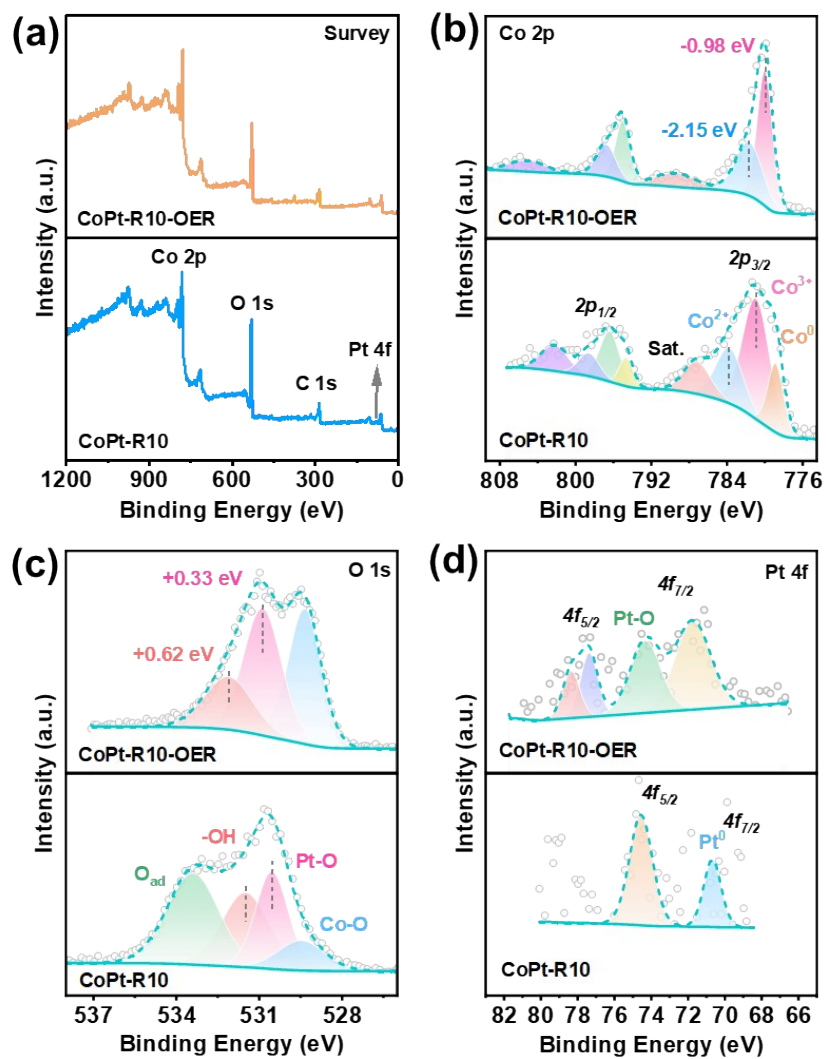 (a)
Survey
CoPt-R10-OER
Co 2p
O 1s
Pt 4f
C 1s
CoPt-R10
Intensity (a.u.)
1200 900 600 300 0
Binding Energy (eV)
(b)
Co 2p
-0.98 eV
-2.15 eV
CoPt-R10-OER
2p3/2
Co3+
2p1/2
Co2+
Co0
Sat.
CoPt-R10
Intensity (a.u.)
808 800 792 784 776
Binding Energy (eV)
(c)
O 1s
+0.33 eV
+0.62 eV
CoPt-R10-OER
-OH
Oad
Pt-O
Co-O
CoPt-R10
Intensity (a.u.)
537 534 531 528
Binding Energy (eV)
(d)
Pt 4f
4f7/2
4f5/2
Pt-O
CoPt-R10-OER
4f5/2
4f7/2
Pt0
CoPt-R10
Intensity (a.u.)
82 80 78 76 74 72 70 68 66
Binding Energy (eV)